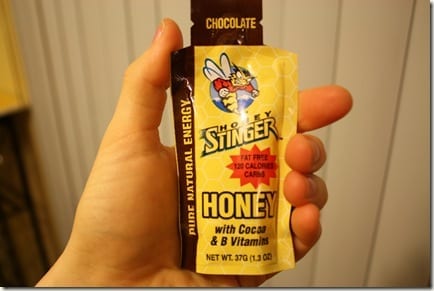 CHOCOLATE
PURE NATURAL ENERGY
HONEY
STINGER
FAT FREE
120 CALORIES
CARBS
HONEY
with Cocoa
& B Vitamins
NET WT. 37G (1.3 OZ)